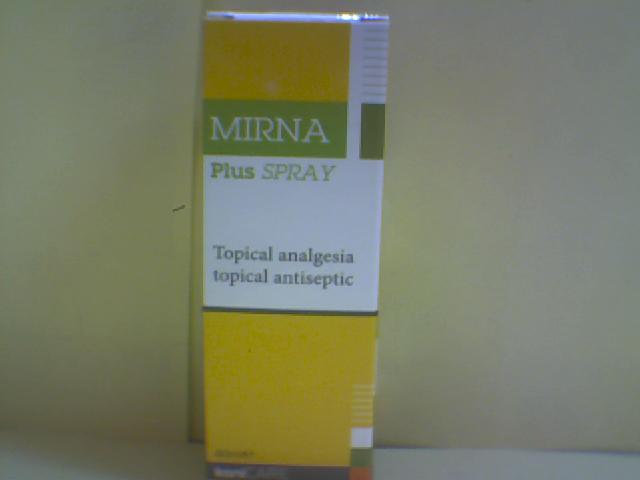 MIRNA
Plus SPRAY
Topical analgesia
topical antiseptic